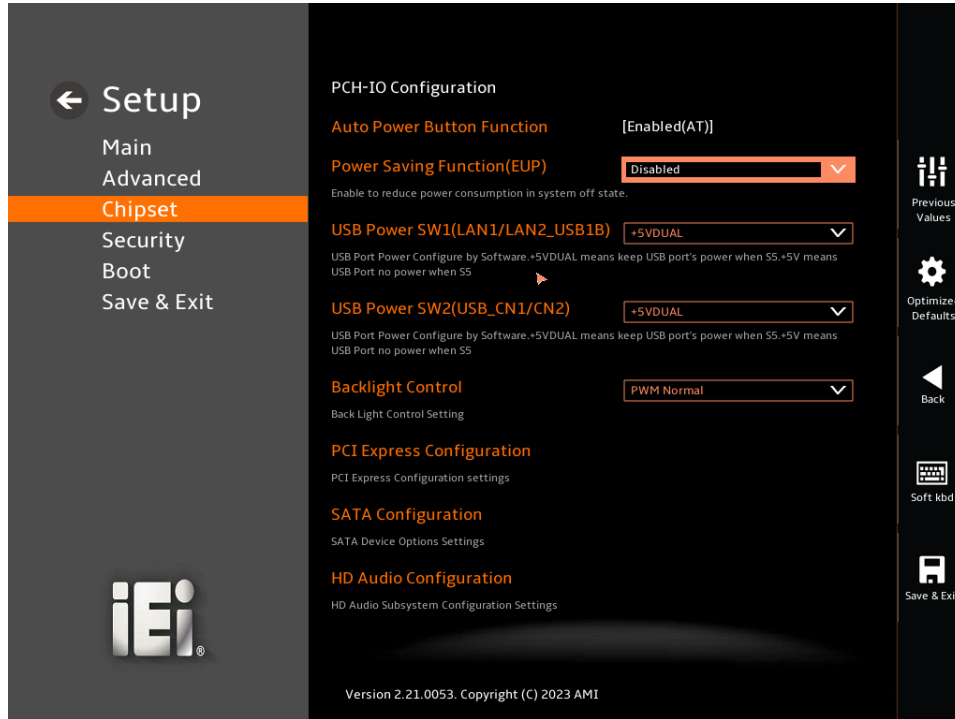 Setup
Main
Advanced
Chipset
Security
Boot
Save & Exit
iEi®
PCH-IO Configuration
Auto Power Button Function [Enabled(AT)]
Power Saving Function(EUP) Disabled
Enable to reduce power consumption in system off state.
USB Power SW1(LAN1/LAN2_USB1B) +5VDUAL
USB Port Power Configure by Software.+5VDUAL means keep USB port's power when S5.+5V means
USB Port no power when S5
USB Power SW2(USB_CN1/CN2) +5VDUAL
USB Port Power Configure by Software.+5VDUAL means keep USB port's power when S5.+5V means
USB Port no power when S5
Backlight Control PWM Normal
Back Light Control Setting
PCI Express Configuration
PCI Express Configuration settings
SATA Configuration
SATA Device Options Settings
HD Audio Configuration
HD Audio Subsystem Configuration Settings
Version 2.21.0053. Copyright (C) 2023 AMI
Previous
Values
Optimize
Defaults
Back
Soft kbd
Save & Exi